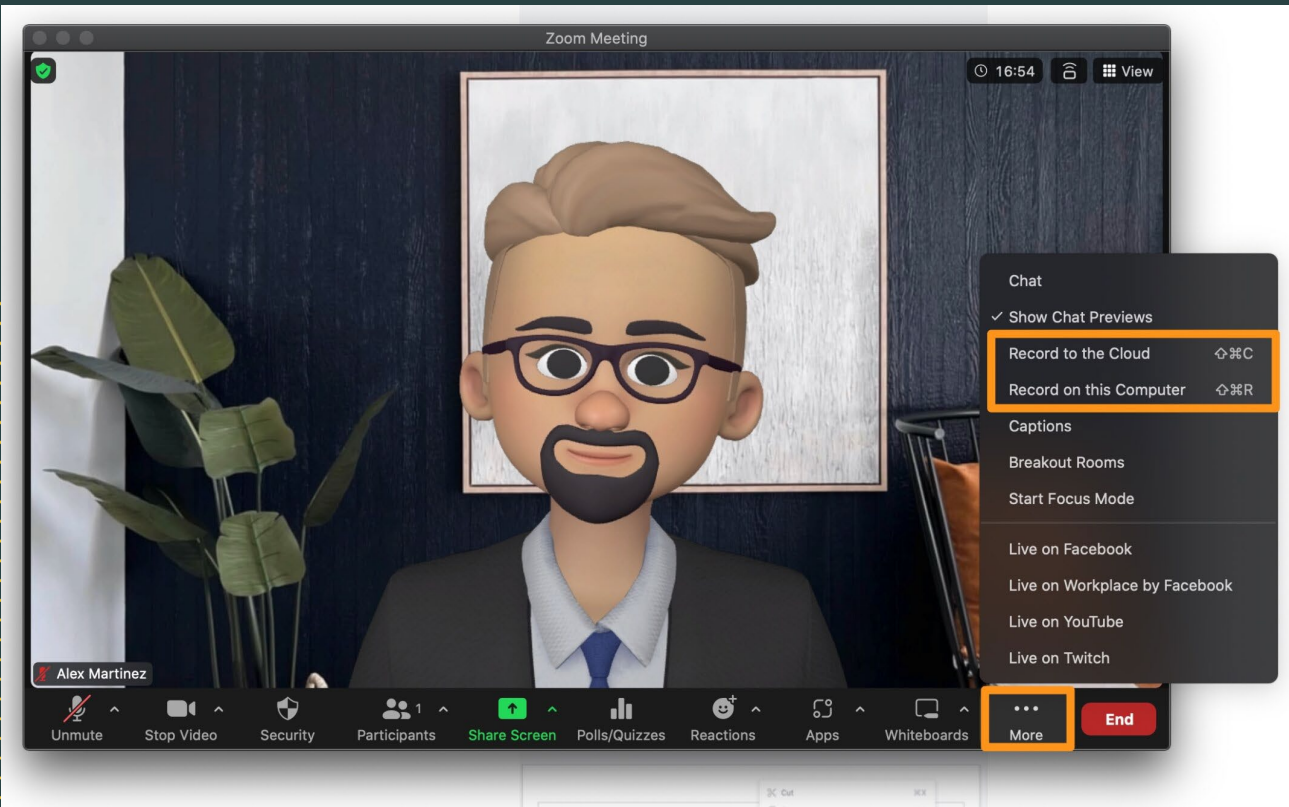 Zoom Meeting
16:54
View
Chat
✓ Show Chat Previews
Record to the Cloud ⇧⌘C
Record on this Computer ⇧⌘R
Captions
Breakout Rooms
Start Focus Mode
Live on Facebook
Live on Workplace by Facebook
Live on YouTube
Live on Twitch
Alex Martinez
1
Unmute Stop Video Security Participants Share Screen Polls/Quizzes Reactions Apps Whiteboards More End
Cut ⌘X